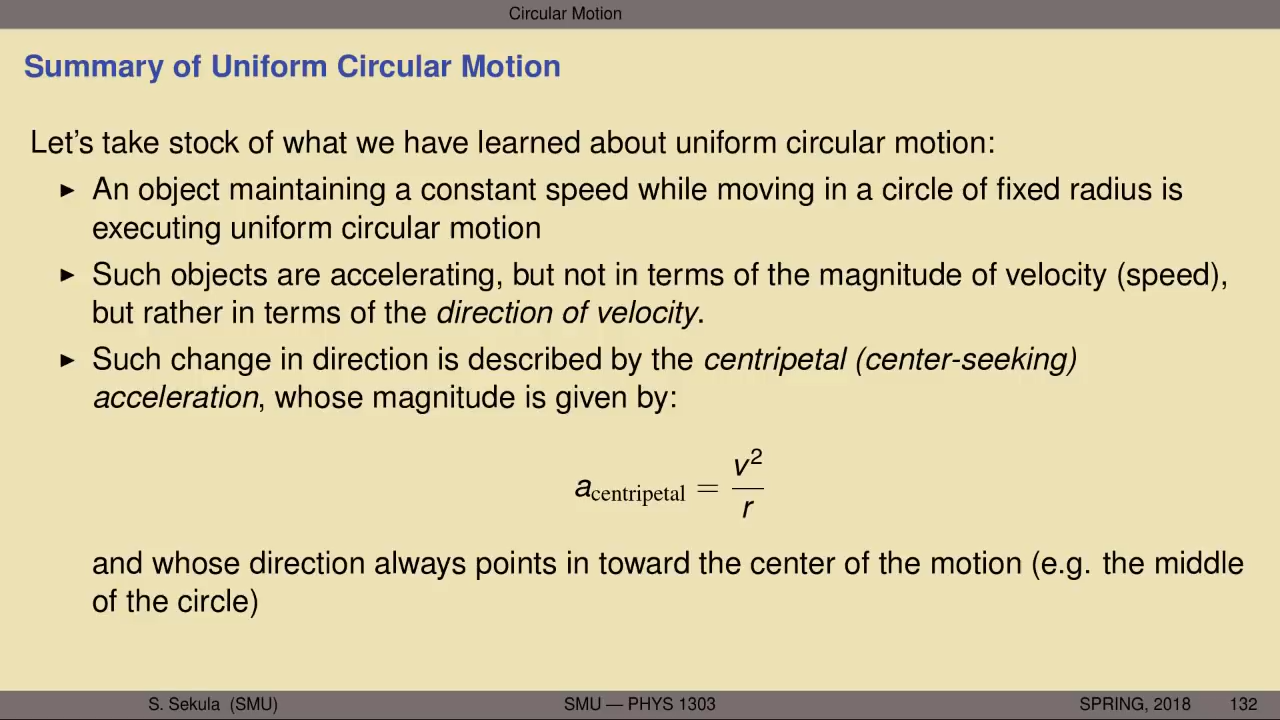 Circular Motion
Summary of Uniform Circular Motion
Let's take stock of what we have learned about uniform circular motion:
▶ An object maintaining a constant speed while moving in a circle of fixed radius is
executing uniform circular motion
▶ Such objects are accelerating, but not in terms of the magnitude of velocity (speed),
but rather in terms of the direction of velocity.
▶ Such change in direction is described by the centripetal (center-seeking)
acceleration, whose magnitude is given by:
a_centripetal = v²/r
and whose direction always points in toward the center of the motion (e.g. the middle
of the circle)
S. Sekula (SMU) SMU — PHYS 1303 SPRING, 2018 132